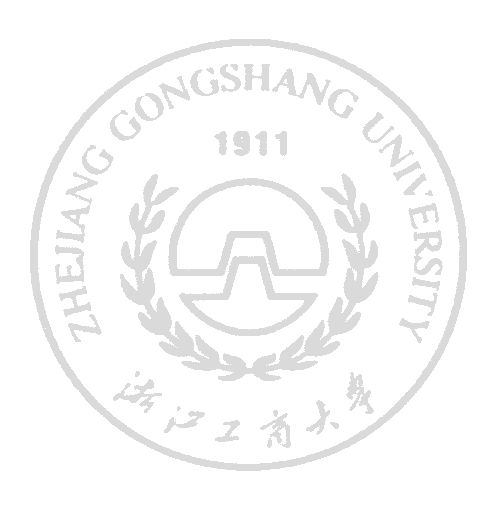 ZHEJIANG GONGSHANG UNIVERSITY
1911
浙江工商大學